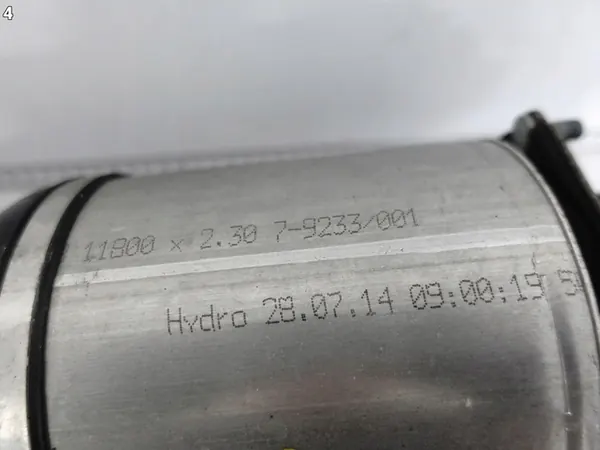 4
11800 x 2.30 7-9233/001
Hydro 28.07.14 09:00:19